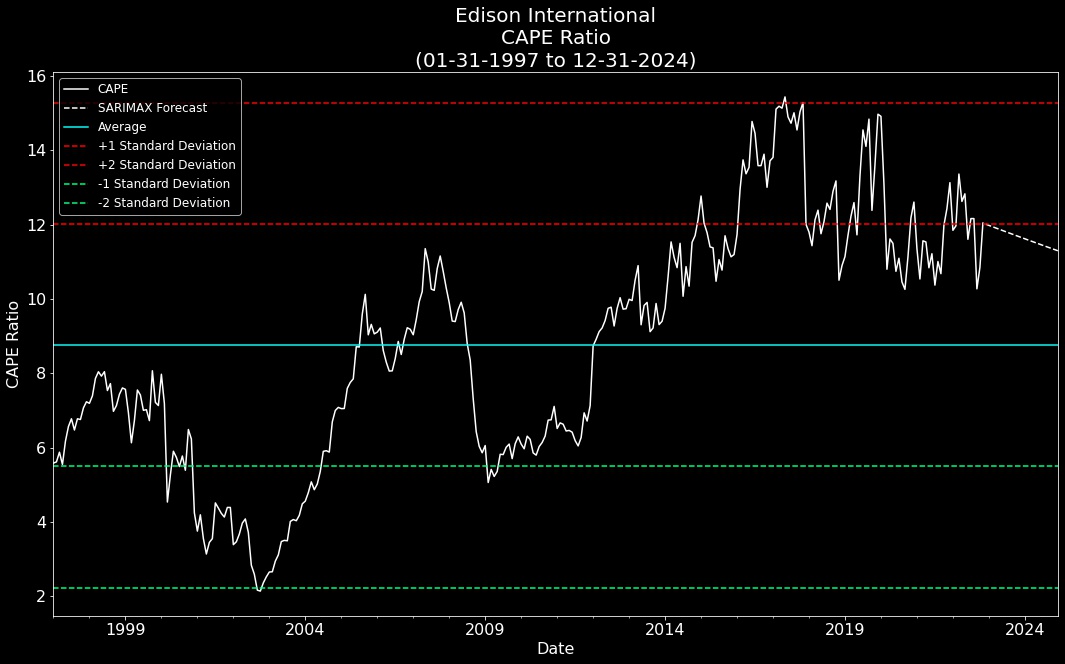 Edison International
CAPE Ratio
(01-31-1997 to 12-31-2024)
CAPE
SARIMAX Forecast
Average
+1 Standard Deviation
+2 Standard Deviation
-1 Standard Deviation
-2 Standard Deviation
CAPE Ratio
16
14
12
10
8
6
4
2
1999
2004
2009
2014
2019
2024
Date